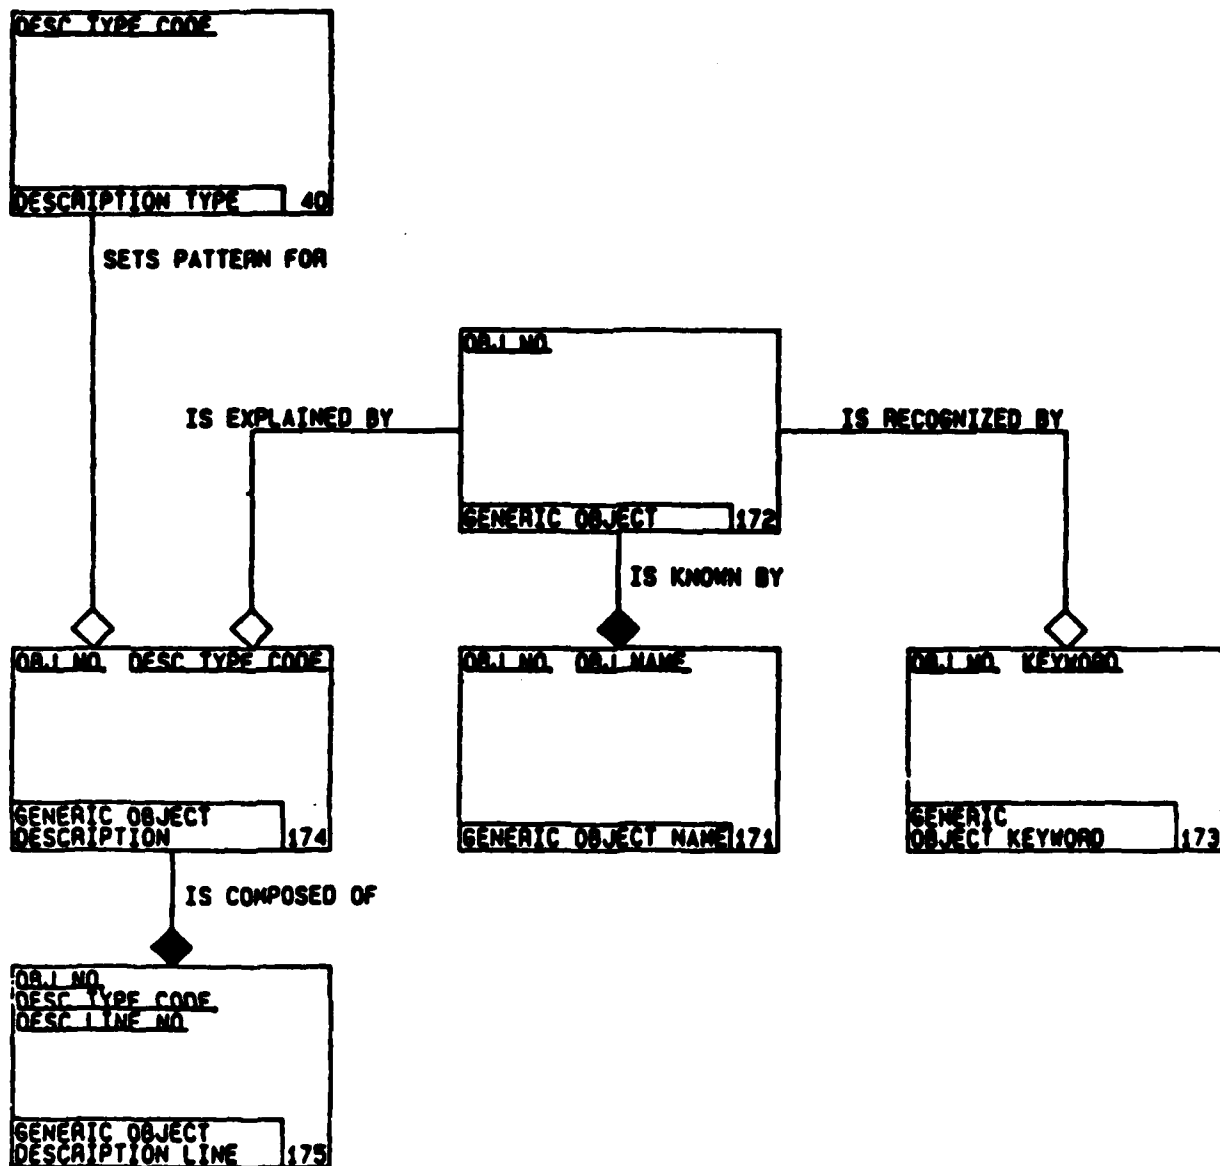 DESC TYPE CODE
DESCRIPTION TYPE 40
SETS PATTERN FOR
OBJ NO
IS EXPLAINED BY
IS RECOGNIZED BY
GENERIC OBJECT 172
IS KNOWN BY
OBJ NO DESC TYPE CODE
OBJ NO OBJ NAME
OBJ NO KEYWORD
GENERIC OBJECT
DESCRIPTION 174
GENERIC OBJECT NAME 171
GENERIC
OBJECT KEYWORD 173
IS COMPOSED OF
OBJ NO
DESC TYPE CODE
DESC LINE NO
GENERIC OBJECT
DESCRIPTION LINE 175